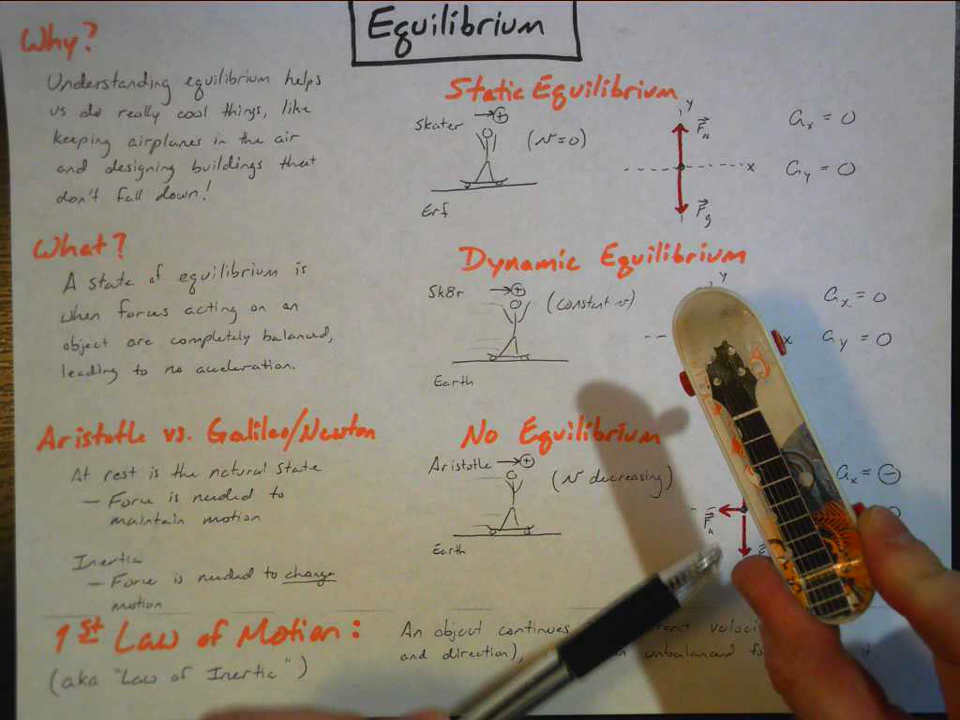 Equilibrium
Why?
Understanding equilibrium helps
us do really cool things, like
keeping airplanes in the air
and designing buildings that
don't fall down!
What?
A state of equilibrium is
when forces acting on an
object are completely balanced,
leading to no acceleration.
Aristotle vs. Galileo/Newton
At rest is the natural state
– Force is needed to
maintain motion
Inertia
– Force is needed to change
motion
Static Equilibrium
Skater → ⊕
(v=0)
Erf
y
F⃗n
x
F⃗g
ax = 0
ay = 0
Dynamic Equilibrium
Sk8r → ⊕
(constant v)
Earth
y
x
ax = 0
ay = 0
No Equilibrium
Aristotle → ⊕
(v decreasing)
Earth
ax = ⊖
1st Law of Motion:
(aka "Law of Inertia")
An object continues
and direction), unbalanced it.